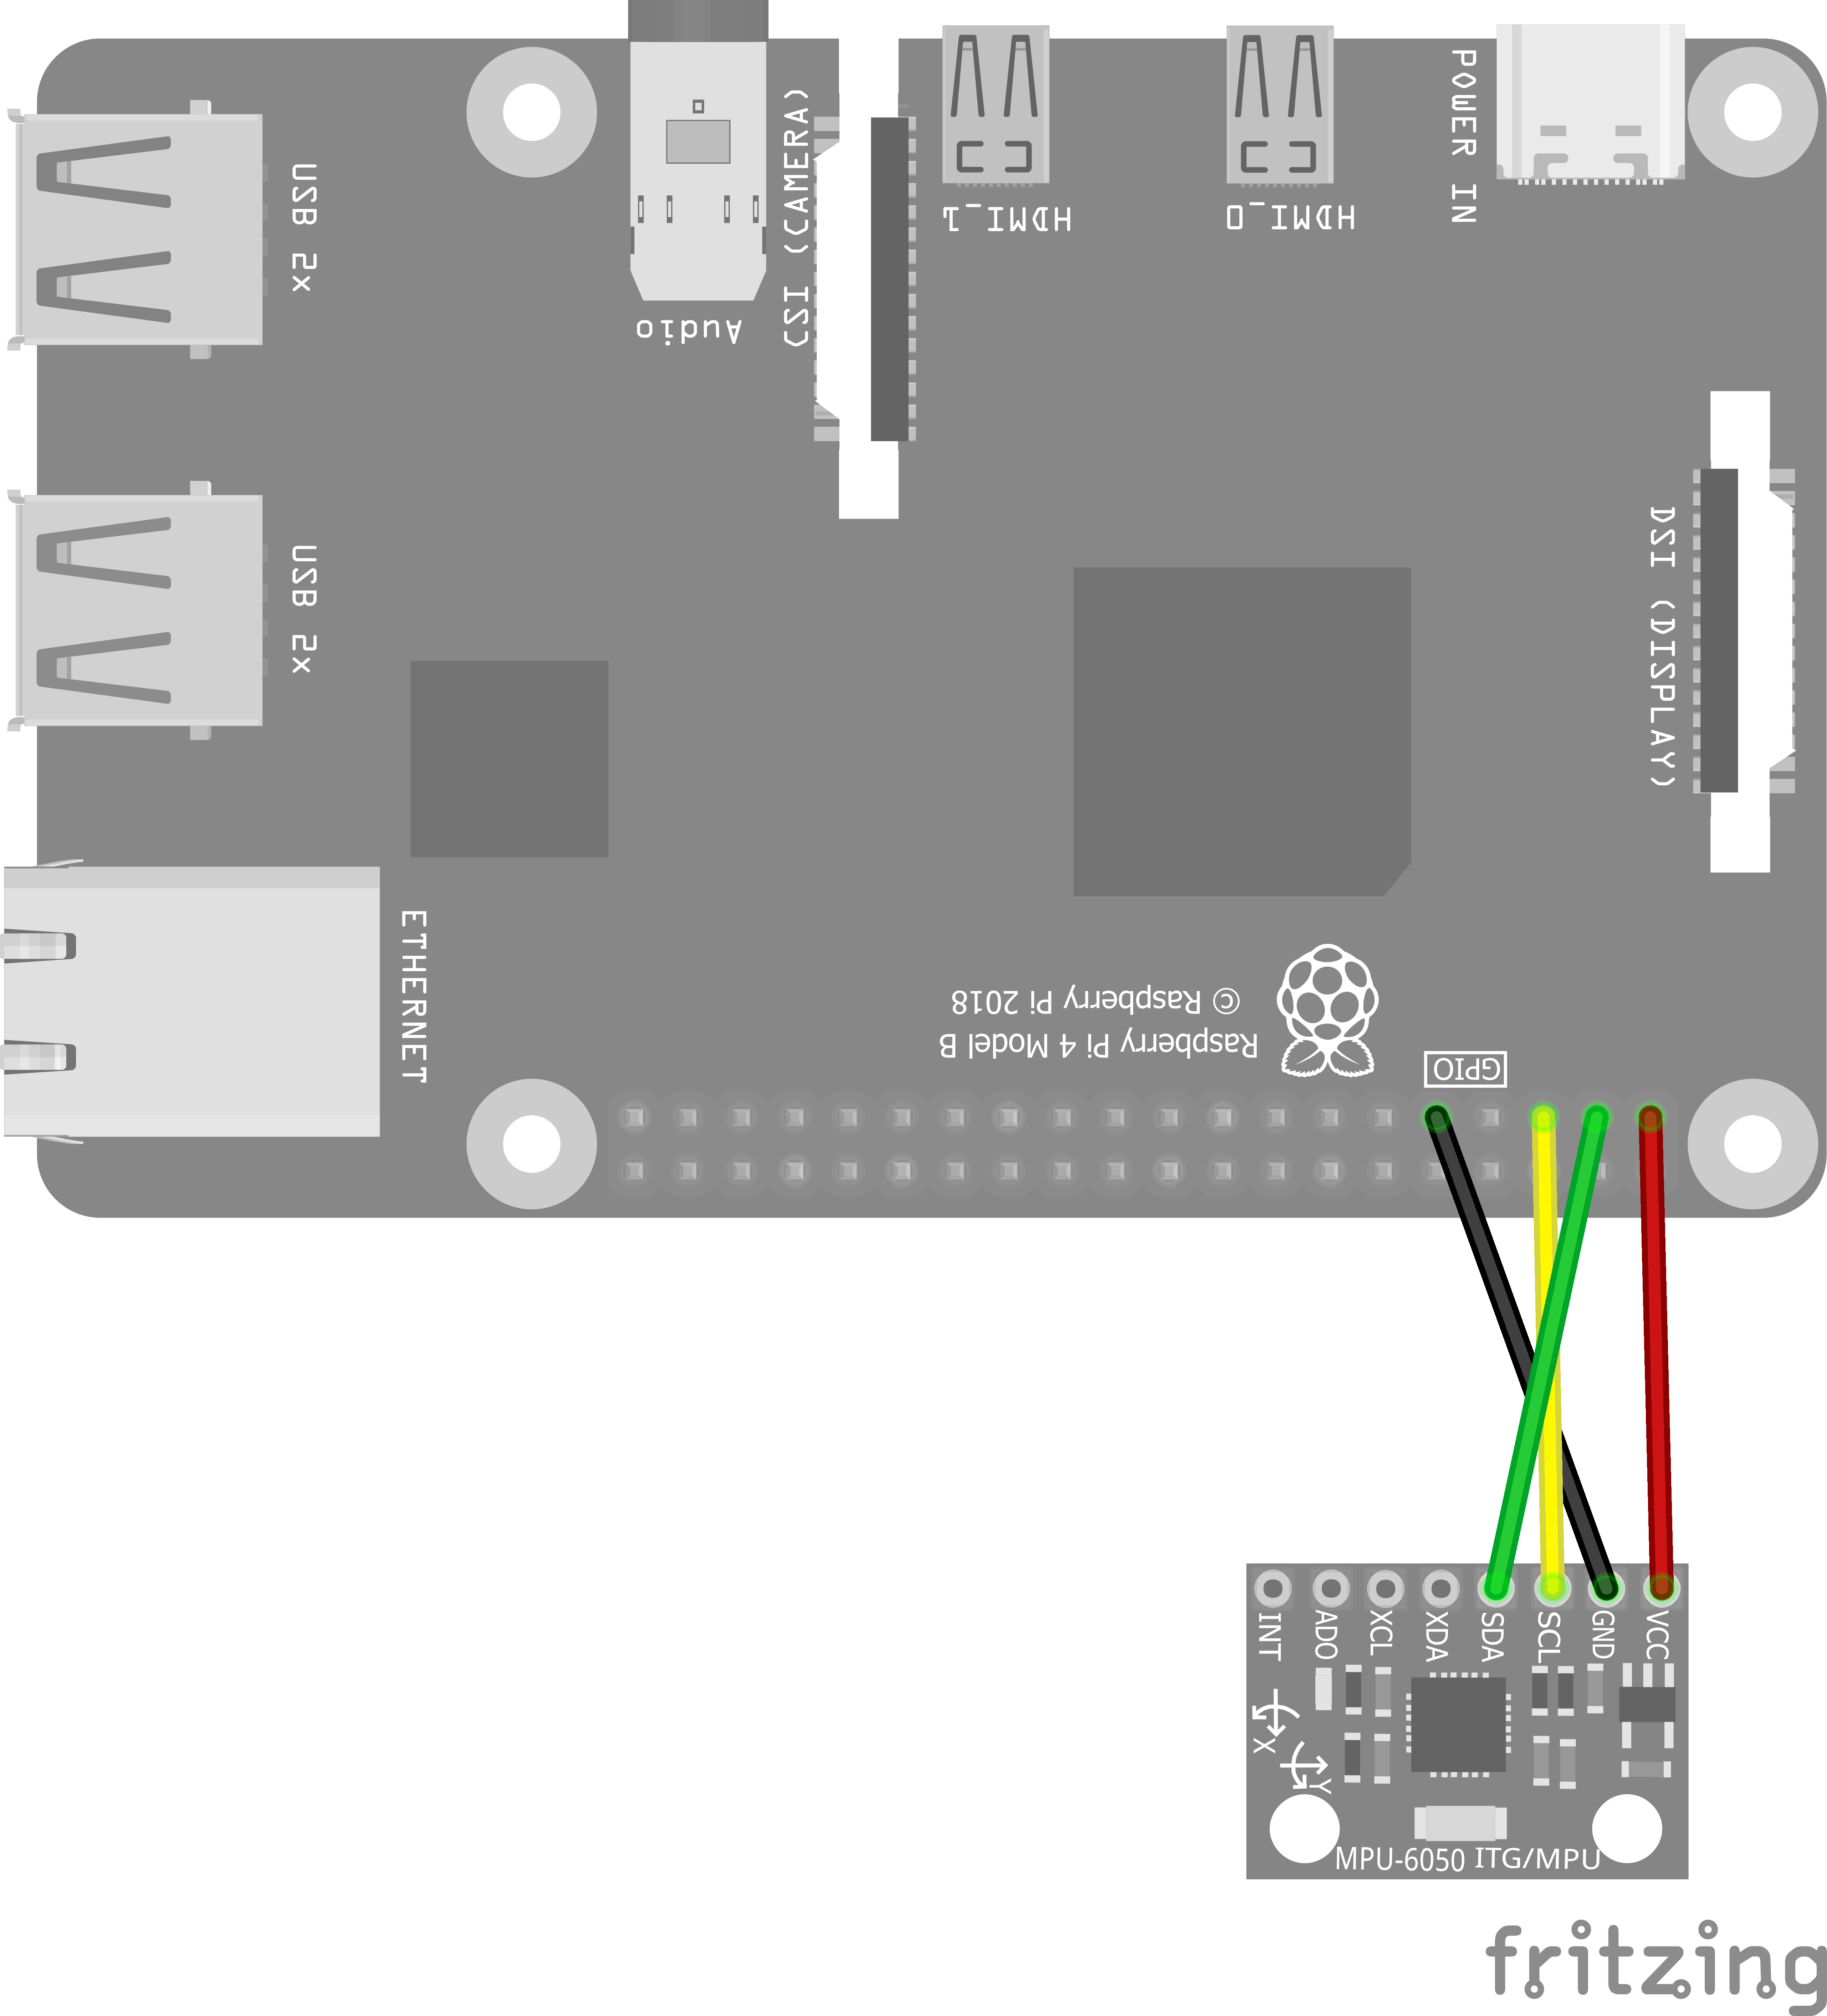 POWER IN
HDMI_0
HDMI_1
(CSI) (CAMERA)
Audio
USB 2x
USB 2x
DSI (DISPLAY)
ETHERNET
Raspberry Pi 4 Model B
© Raspberry Pi 2018
GPIO
INT
ADO
XCL
XDA
SDA
SCL
GND
VCC
X
Y
MPU-6050 ITG/MPU
fritzing